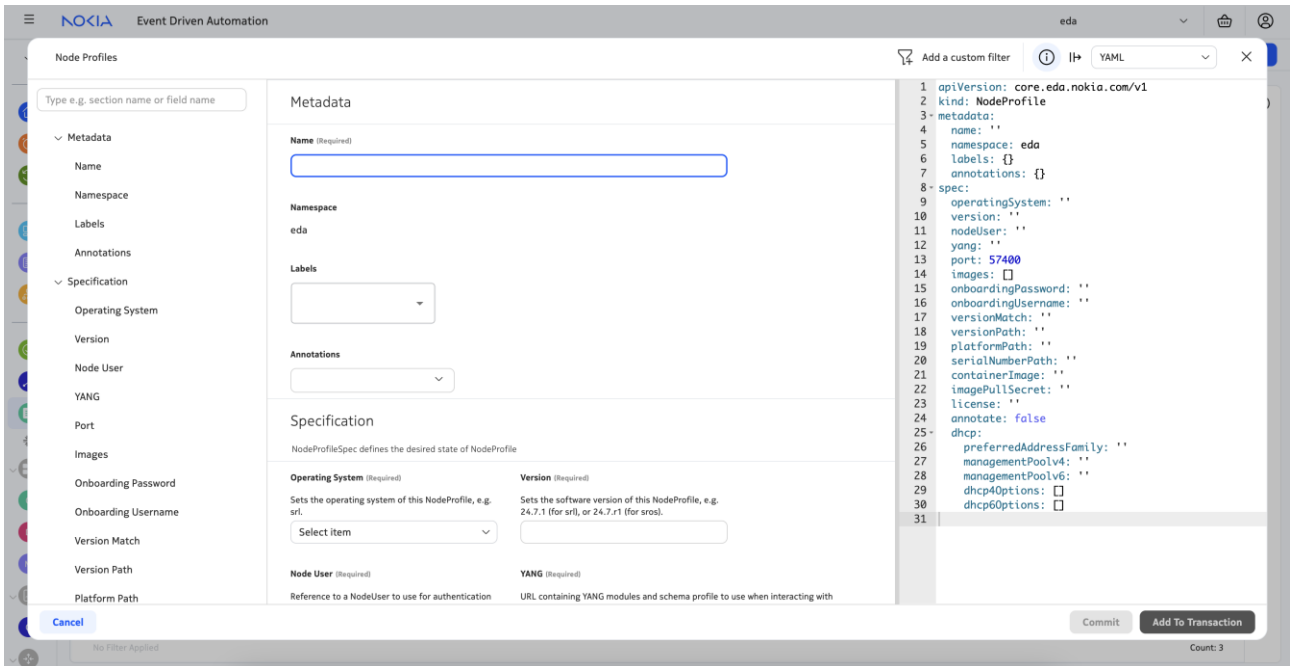 NOKIA Event Driven Automation eda
Node Profiles Add a custom filter YAML
Type e.g. section name or field name
Metadata
Name
Namespace
Labels
Annotations
Specification
Operating System
Version
Node User
YANG
Port
Images
Onboarding Password
Onboarding Username
Version Match
Version Path
Platform Path
Metadata
Name (Required)
Namespace
eda
Labels
Annotations
Specification
NodeProfileSpec defines the desired state of NodeProfile
Operating System (Required)
Sets the operating system of this NodeProfile, e.g.
srl.
Select item
Version (Required)
Sets the software version of this NodeProfile, e.g.
24.7.1 (for srl), or 24.7.r1 (for sros).
Node User (Required)
Reference to a NodeUser to use for authentication
YANG (Required)
URL containing YANG modules and schema profile to use when interacting with
1 apiVersion: core.eda.nokia.com/v1
2 kind: NodeProfile
3 metadata:
4 name: ''
5 namespace: eda
6 labels: {}
7 annotations: {}
8 spec:
9 operatingSystem: ''
10 version: ''
11 nodeUser: ''
12 yang: ''
13 port: 57400
14 images: []
15 onboardingPassword: ''
16 onboardingUsername: ''
17 versionMatch: ''
18 versionPath: ''
19 platformPath: ''
20 serialNumberPath: ''
21 containerImage: ''
22 imagePullSecret: ''
23 license: ''
24 annotate: false
25 dhcp:
26 preferredAddressFamily: ''
27 managementPoolv4: ''
28 managementPoolv6: ''
29 dhcp4Options: []
30 dhcp6Options: []
31
Cancel Commit Add To Transaction
No Filter Applied Count: 3